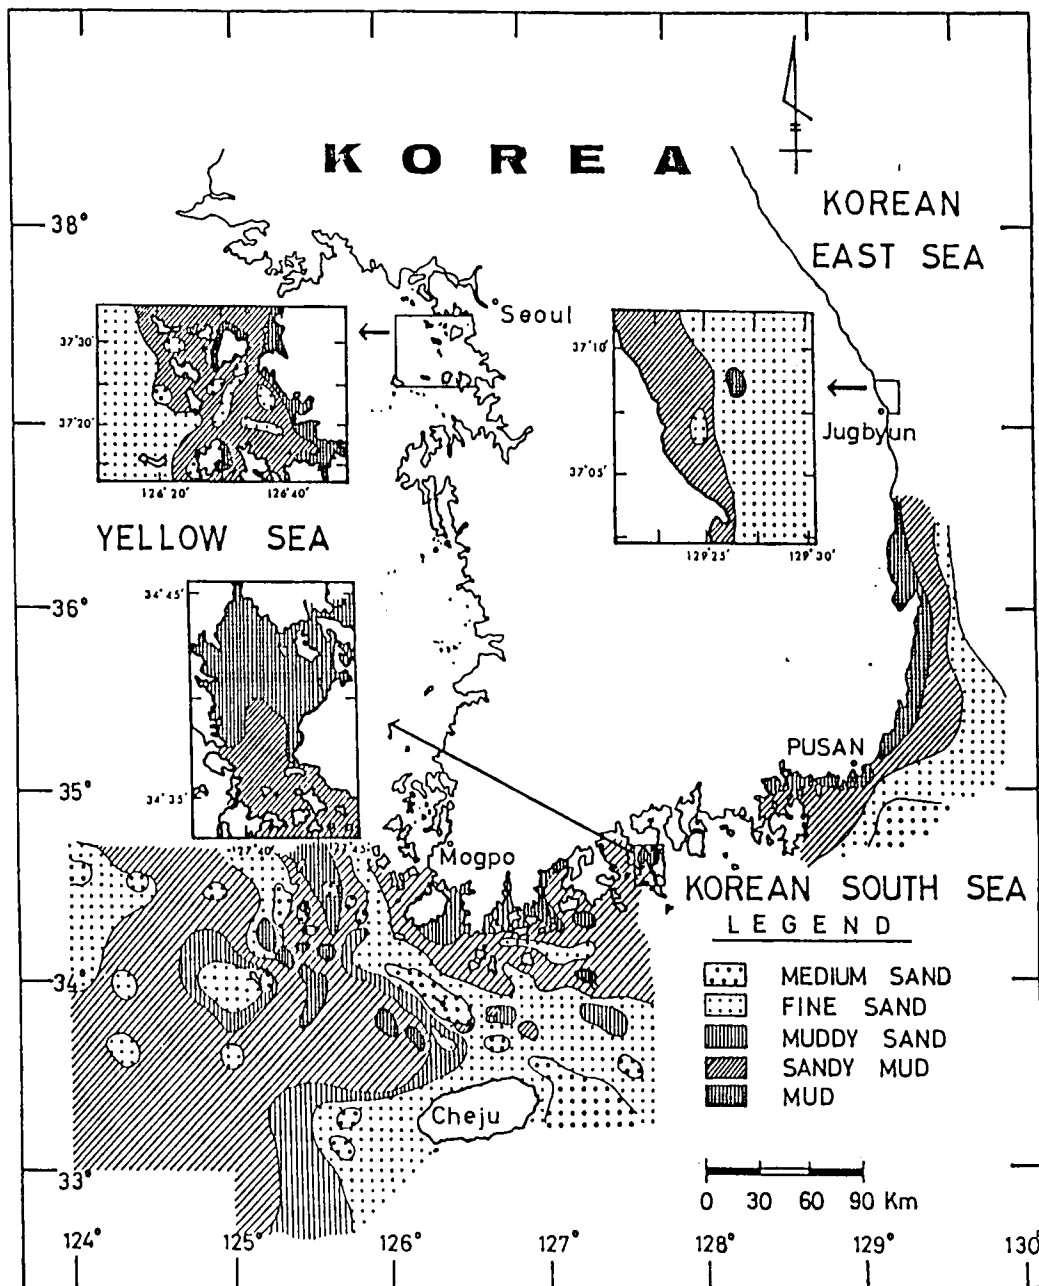 KOREA
KOREAN
EAST SEA
38°
Seoul
37°30'
37°20'
126°20'
126°40'
37°10'
37°05'
129°25'
129°30'
Jugbyun
YELLOW SEA
34°45'
34°35'
127°40'
36°
35°
PUSAN
Mogpo
KOREAN SOUTH SEA
LEGEND
MEDIUM SAND
FINE SAND
MUDDY SAND
SANDY MUD
MUD
34°
Cheju
33°
0 30 60 90 Km
124° 125° 126° 127° 128° 129° 130°